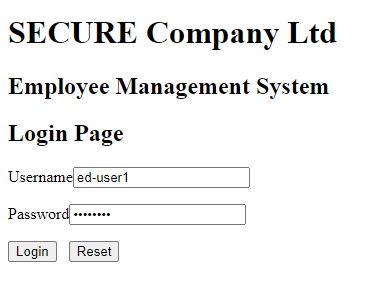 SECURE Company Ltd
Employee Management System
Login Page
Username ed-user1
Password ••••••••
Login Reset